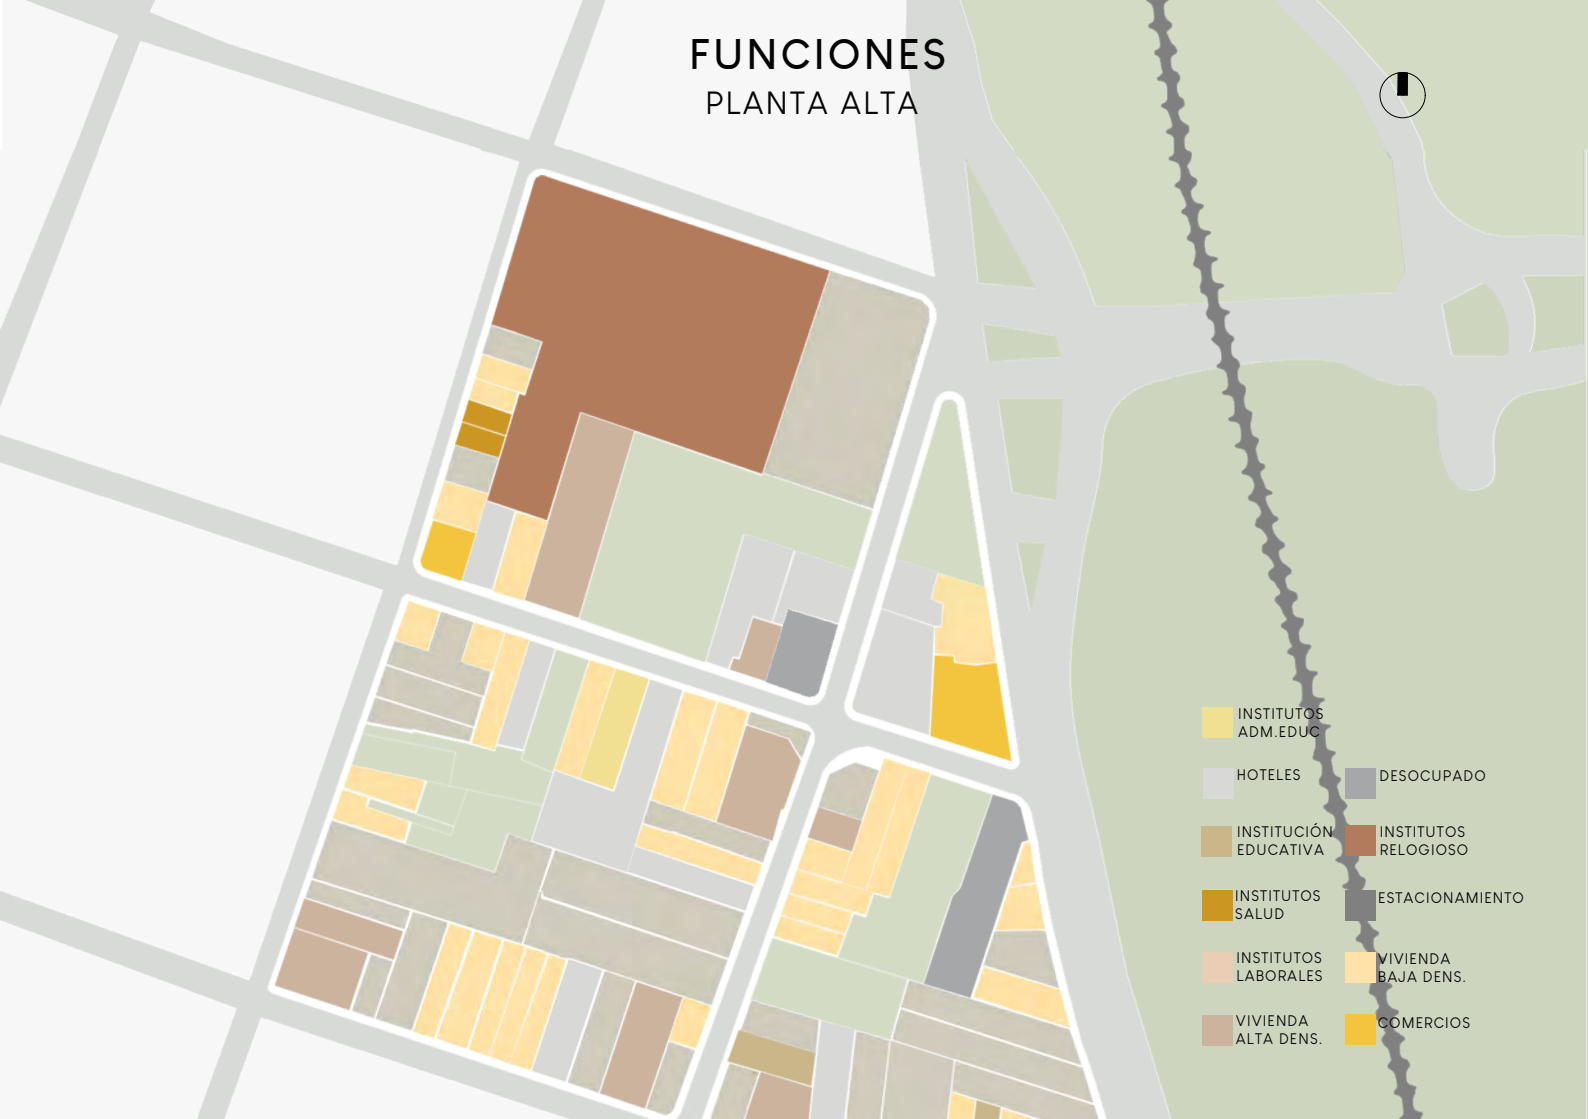 FUNCIONES
PLANTA ALTA
INSTITUTOS
ADM.EDUC
HOTELES
DESOCUPADO
INSTITUCIÓN
EDUCATIVA
INSTITUTOS
RELOGIOSO
INSTITUTOS
SALUD
ESTACIONAMIENTO
INSTITUTOS
LABORALES
VIVIENDA
BAJA DENS.
VIVIENDA
ALTA DENS.
COMERCIOS